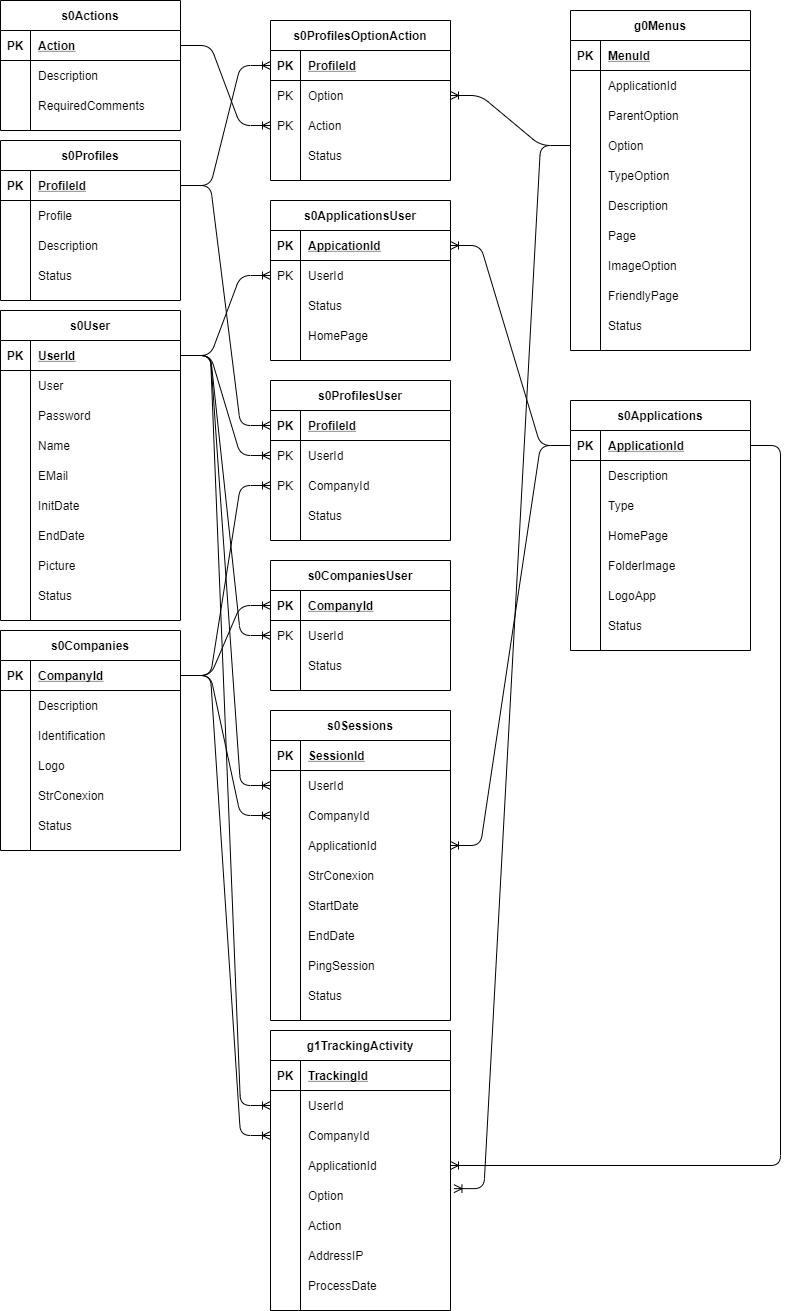 s0Actions
PK Action
Description
RequiredComments
s0Profiles
PK ProfileId
Profile
Description
Status
s0User
PK UserId
User
Password
Name
EMail
InitDate
EndDate
Picture
Status
s0Companies
PK CompanyId
Description
Identification
Logo
StrConexion
Status
s0ProfilesOptionAction
PK ProfileId
PK Option
PK Action
Status
s0ApplicationsUser
PK AppicationId
PK UserId
Status
HomePage
s0ProfilesUser
PK ProfileId
PK UserId
PK CompanyId
Status
s0CompaniesUser
PK CompanyId
PK UserId
Status
s0Sessions
PK SessionId
UserId
CompanyId
ApplicationId
StrConexion
StartDate
EndDate
PingSession
Status
g1TrackingActivity
PK TrackingId
UserId
CompanyId
ApplicationId
Option
Action
AddressIP
ProcessDate
g0Menus
PK MenuId
ApplicationId
ParentOption
Option
TypeOption
Description
Page
ImageOption
FriendlyPage
Status
s0Applications
PK ApplicationId
Description
Type
HomePage
FolderImage
LogoApp
Status